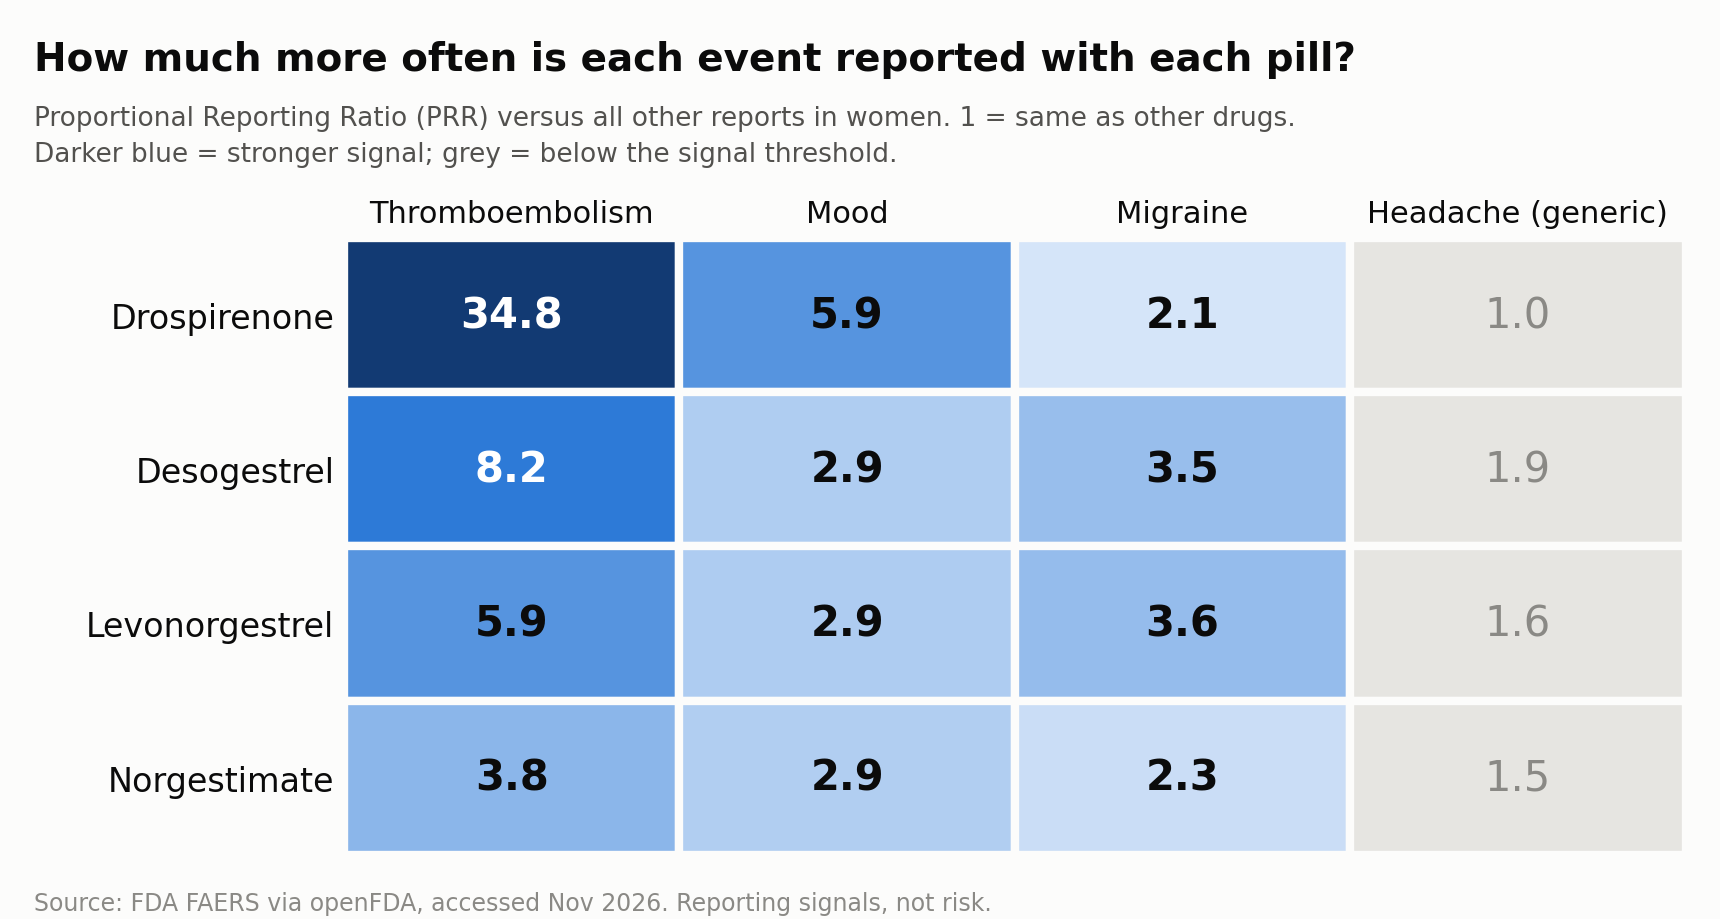 How much more often is each event reported with each pill?
Proportional Reporting Ratio (PRR) versus all other reports in women. 1 = same as other drugs.
Darker blue = stronger signal; grey = below the signal threshold.
Thromboembolism Mood Migraine Headache (generic)
Drospirenone 34.8 5.9 2.1 1.0
Desogestrel 8.2 2.9 3.5 1.9
Levonorgestrel 5.9 2.9 3.6 1.6
Norgestimate 3.8 2.9 2.3 1.5
Source: FDA FAERS via openFDA, accessed Nov 2026. Reporting signals, not risk.